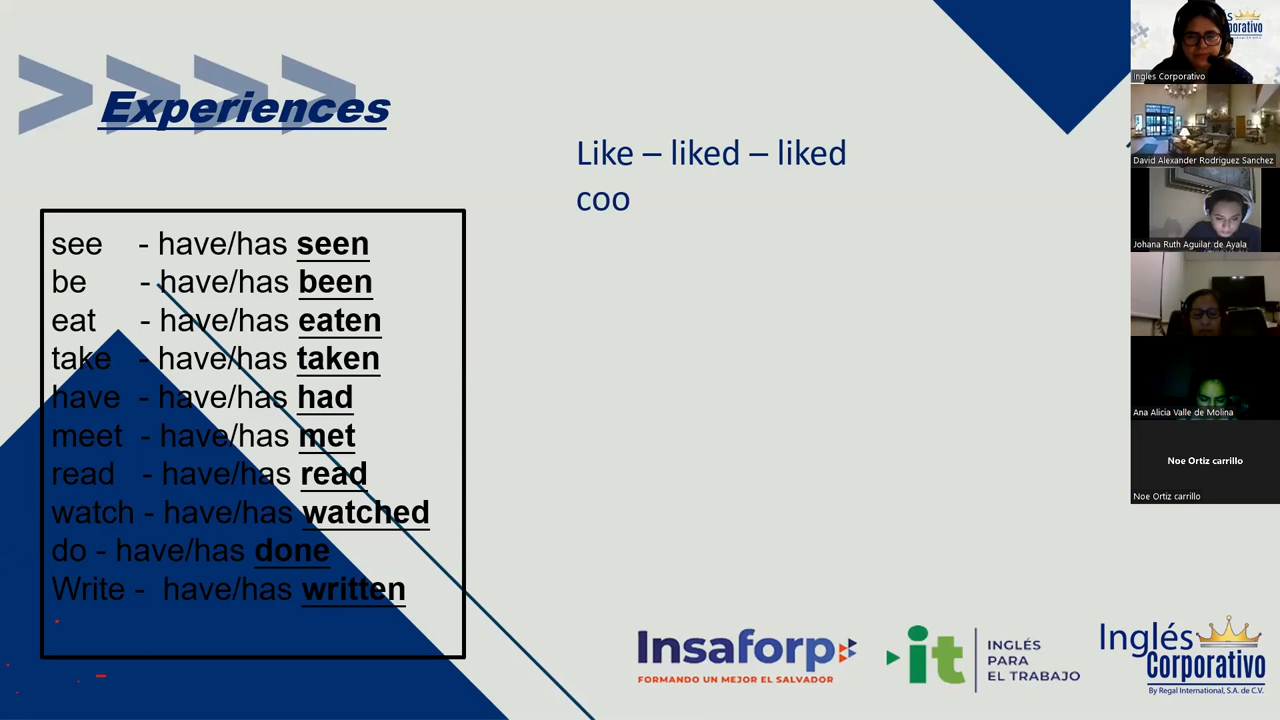 Experiences
Like – liked – liked
coo
see - have/has seen
be - have/has been
eat - have/has eaten
take - have/has taken
have - have/has had
meet - have/has met
read - have/has read
watch - have/has watched
do - have/has done
Write - have/has written
Insaforp
FORMANDO UN MEJOR EL SALVADOR
it
INGLÉS
PARA
EL TRABAJO
Inglés
Corporativo
By Regal International, S.A. de C.V.
Ingles Corporativo
David Alexander Rodriguez Sanchez
Johana Ruth Aguilar de Ayala
Ana Alicia Valle de Molina
Noe Ortiz carrillo
Noe Ortiz carrillo